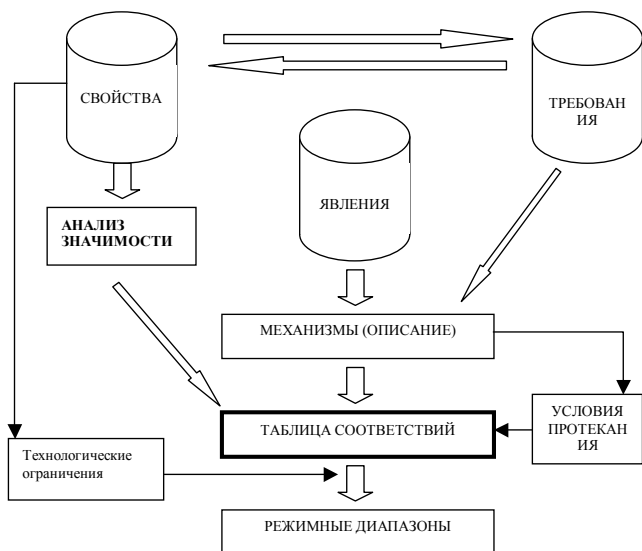 СВОЙСТВА
ТРЕБОВАН
ИЯ
ЯВЛЕНИЯ
АНАЛИЗ
ЗНАЧИМОСТИ
МЕХАНИЗМЫ (ОПИСАНИЕ)
ТАБЛИЦА СООТВЕТСТВИЙ
УСЛОВИЯ
ПРОТЕКАН
ИЯ
Технологические
ограничения
РЕЖИМНЫЕ ДИАПАЗОНЫ